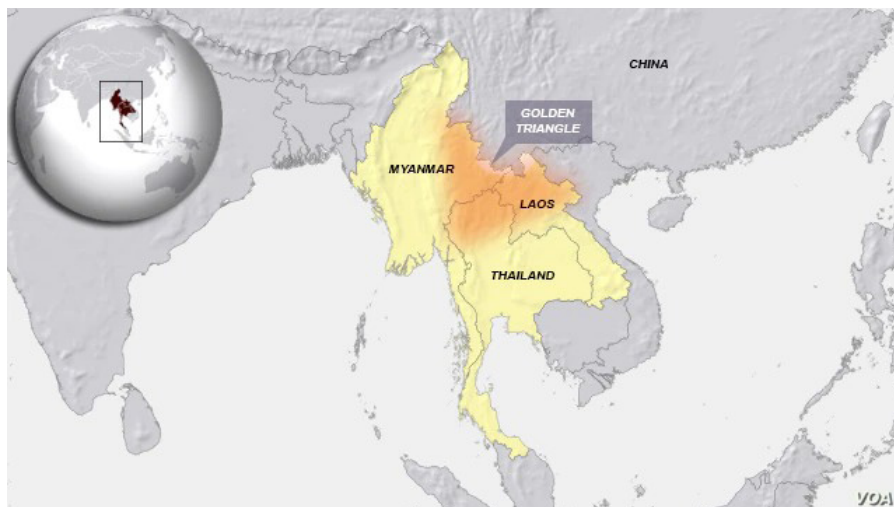 CHINA
GOLDEN
TRIANGLE
MYANMAR
LAOS
THAILAND
VOA